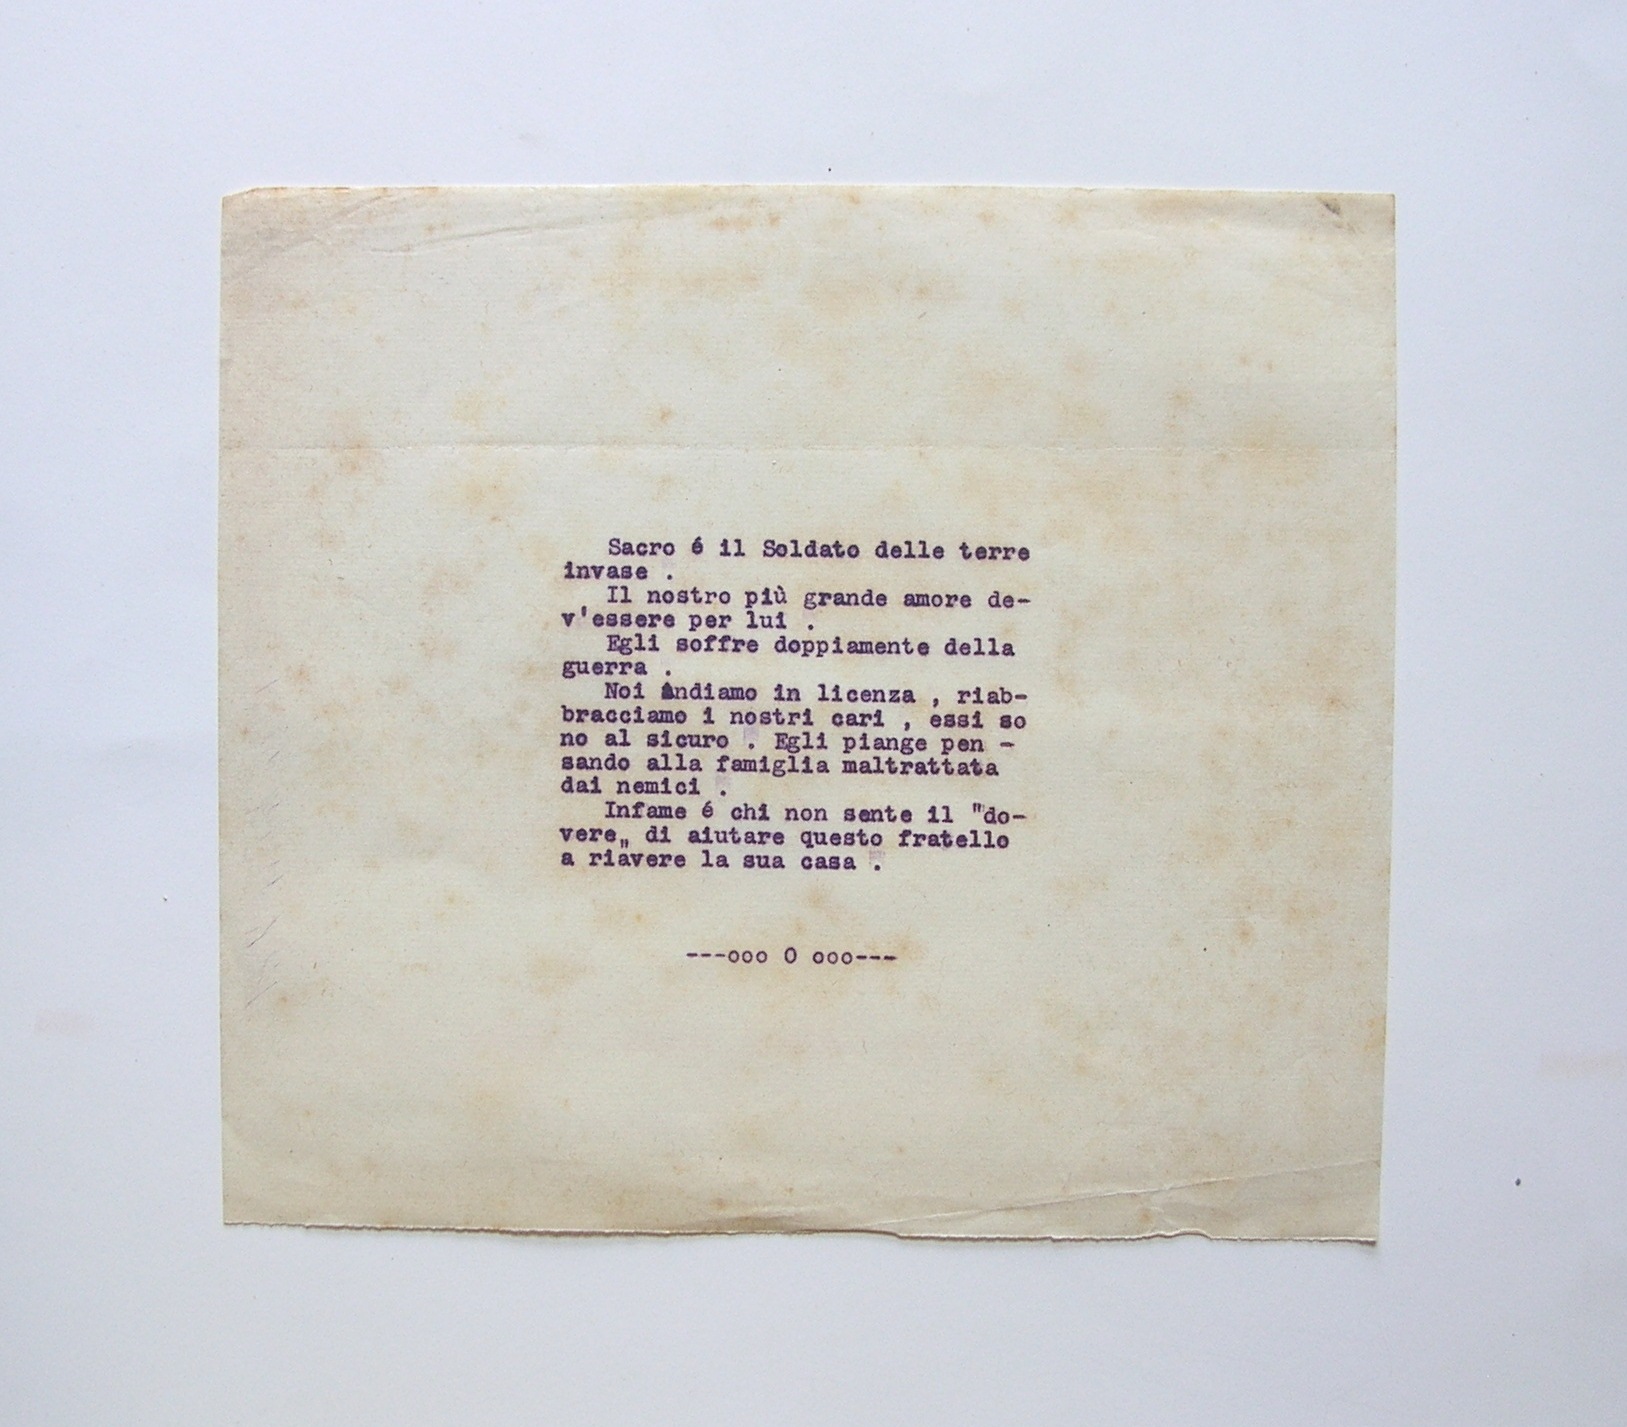 Sacro é il Soldato delle terre
invase .
Il nostro più grande amore de-
v'essere per lui .
Egli soffre doppiamente della
guerra .
Noi andiamo in licenza , riab-
bracciamo i nostri cari , essi so
no al sicuro . Egli piange pen -
sando alla famiglia maltrattata
dai nemici .
Infame é chi non sente il "do-
vere„ di aiutare questo fratello
a riavere la sua casa .
---ooo O ooo---